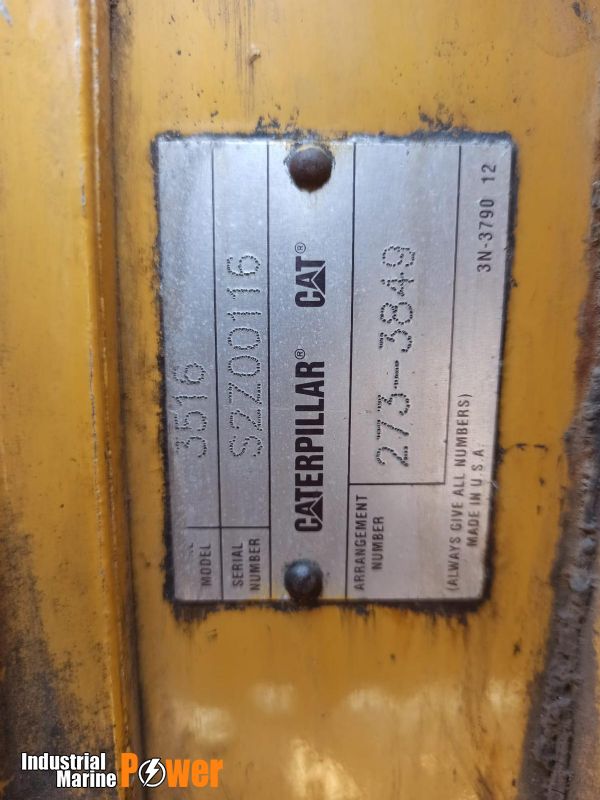 MODEL 3516
SERIAL NUMBER S2Z00116
CATERPILLAR® CAT®
ARRANGEMENT NUMBER 273-3849
(ALWAYS GIVE ALL NUMBERS)
MADE IN U.S.A. 3N-3790 12
Industrial
Marine Power